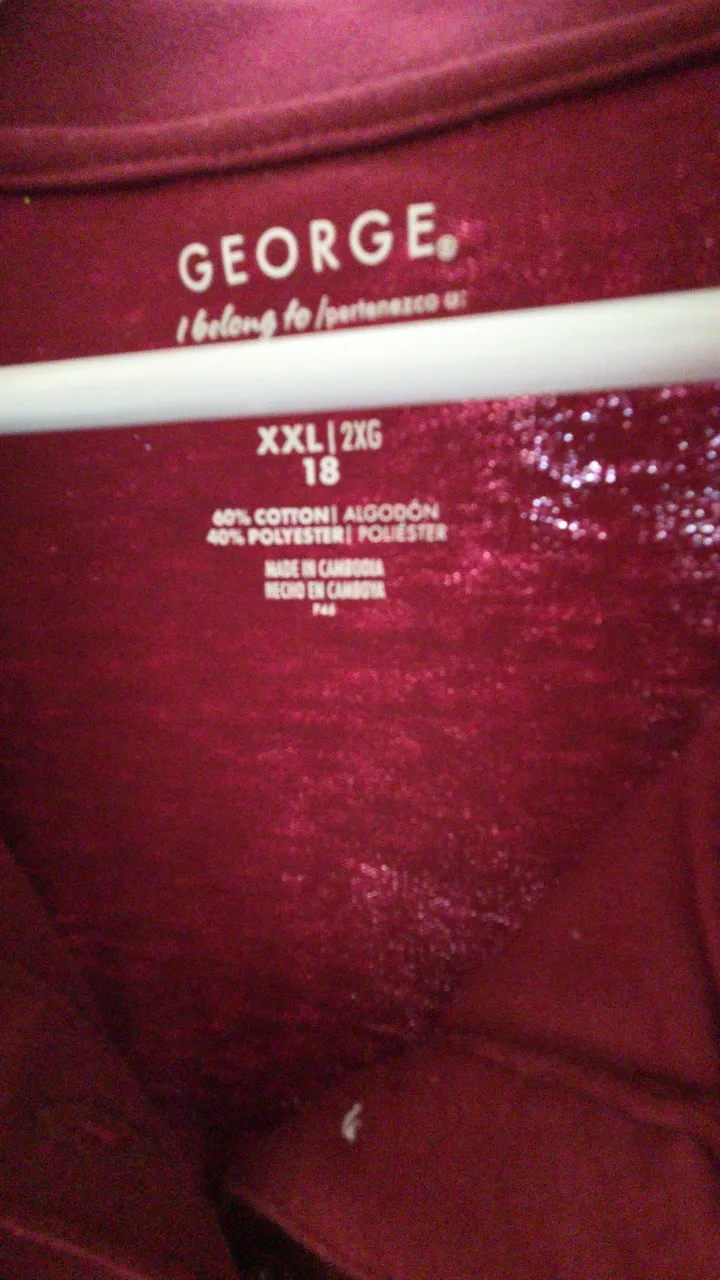 GEORGE®
I belong to/pertenezco a:
XXL|2XG
18
60% COTTON| ALGODÓN
40% POLYESTER| POLIÉSTER
MADE IN CAMBODIA
HECHO EN CAMBOYA